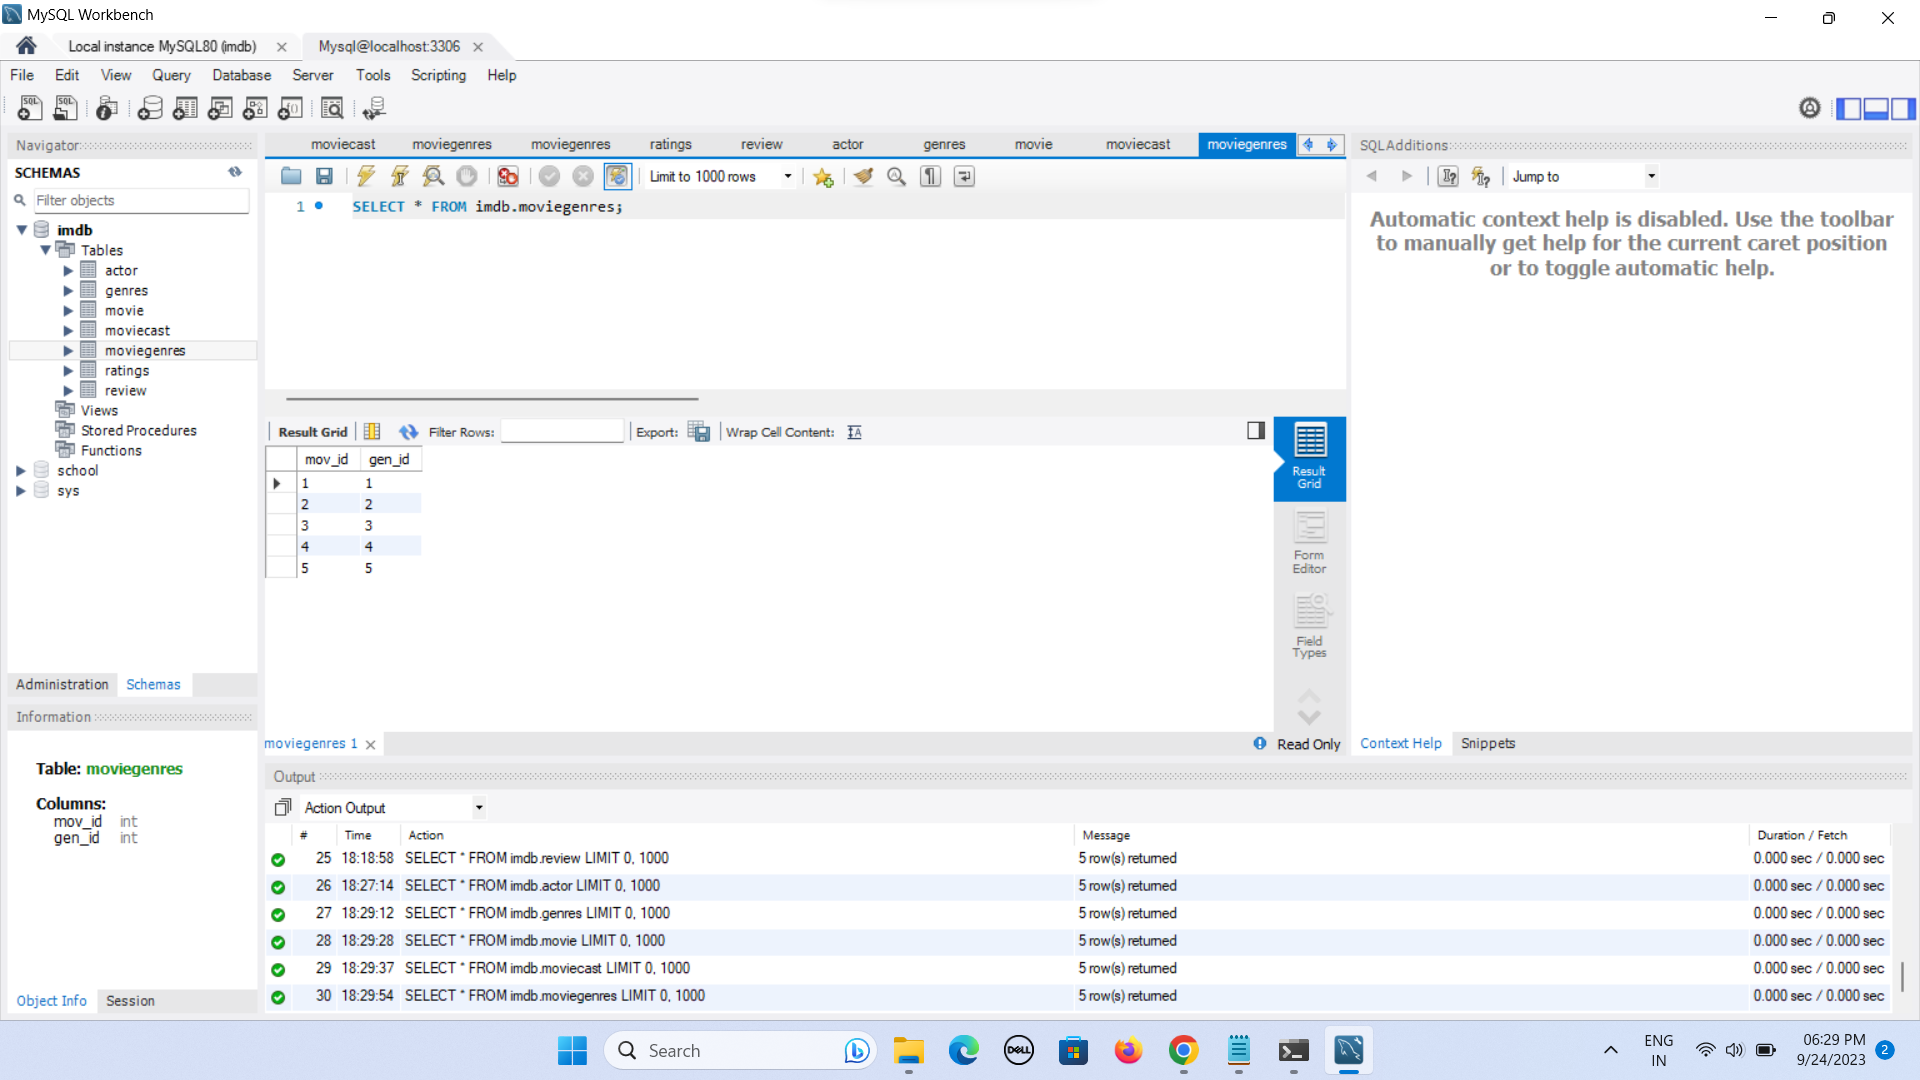 MySQL Workbench
Local instance MySQL80 (imdb)
Mysql@localhost:3306
File Edit View Query Database Server Tools Scripting Help
Navigator
SCHEMAS
Filter objects
imdb
Tables
actor
genres
movie
moviecast
moviegenres
ratings
review
Views
Stored Procedures
Functions
school
sys
Administration Schemas
Information
Table: moviegenres
Columns:
mov_id int
gen_id int
Object Info Session
moviecast moviegenres moviegenres ratings review actor genres movie moviecast moviegenres
Limit to 1000 rows
1 SELECT * FROM imdb.moviegenres;
Result Grid Filter Rows: Export: Wrap Cell Content:
mov_id gen_id
1 1
2 2
3 3
4 4
5 5
Result
Grid
Form
Editor
Field
Types
moviegenres 1
Read Only
SQLAdditions
Jump to
Automatic context help is disabled. Use the toolbar
to manually get help for the current caret position
or to toggle automatic help.
Context Help Snippets
Output
Action Output
# Time Action Message Duration / Fetch
25 18:18:58 SELECT * FROM imdb.review LIMIT 0, 1000 5 row(s) returned 0.000 sec / 0.000 sec
26 18:27:14 SELECT * FROM imdb.actor LIMIT 0, 1000 5 row(s) returned 0.000 sec / 0.000 sec
27 18:29:12 SELECT * FROM imdb.genres LIMIT 0, 1000 5 row(s) returned 0.000 sec / 0.000 sec
28 18:29:28 SELECT * FROM imdb.movie LIMIT 0, 1000 5 row(s) returned 0.000 sec / 0.000 sec
29 18:29:37 SELECT * FROM imdb.moviecast LIMIT 0, 1000 5 row(s) returned 0.000 sec / 0.000 sec
30 18:29:54 SELECT * FROM imdb.moviegenres LIMIT 0, 1000 5 row(s) returned 0.000 sec / 0.000 sec
Search
DELL
ENG
IN
06:29 PM
9/24/2023
2